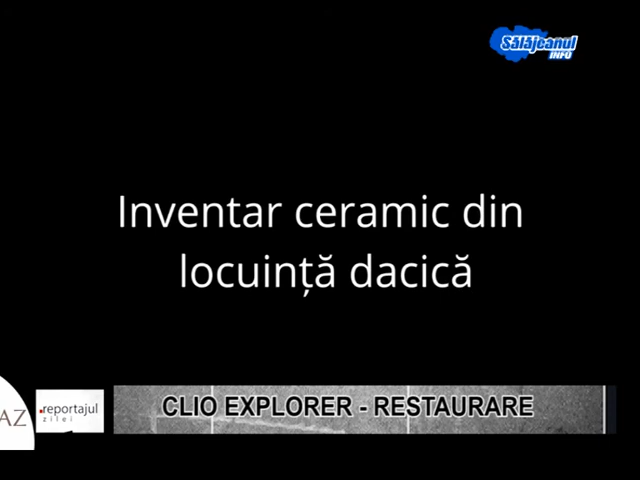 Sălăjeanul
INFO
Inventar ceramic din
locuință dacică
AZ
reportajul
zilei
CLIO EXPLORER - RESTAURARE